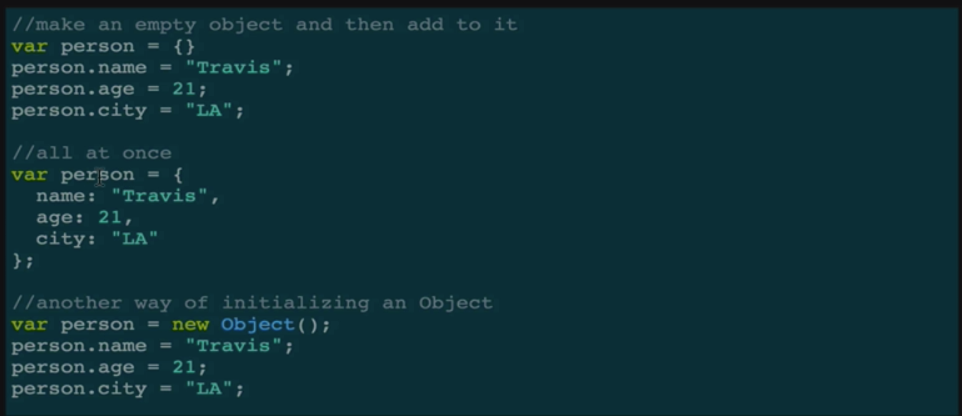 //make an empty object and then add to it
var person = {}
person.name = "Travis";
person.age = 21;
person.city = "LA";
//all at once
var person = {
  name: "Travis",
  age: 21,
  city: "LA"
};
//another way of initializing an Object
var person = new Object();
person.name = "Travis";
person.age = 21;
person.city = "LA";